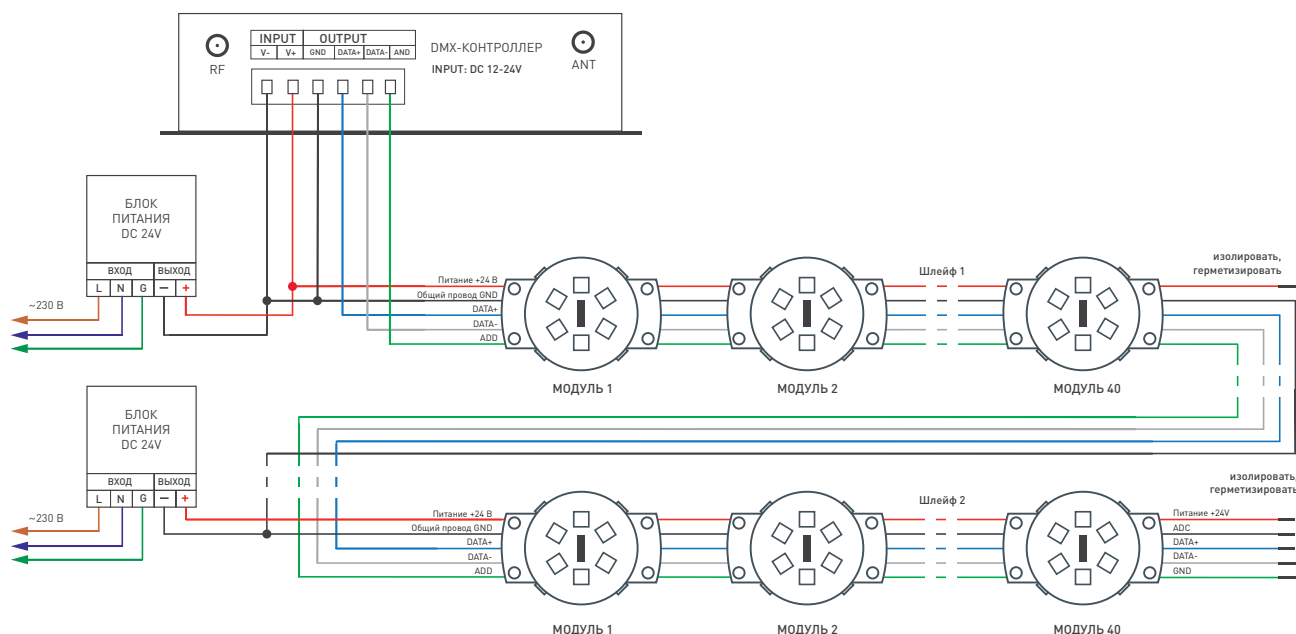 INPUT OUTPUT
V- V+ GND DATA+ DATA- AND
RF
DMX-КОНТРОЛЛЕР
INPUT: DC 12-24V
ANT
БЛОК
ПИТАНИЯ
DC 24V
ВХОД ВЫХОД
L N G — +
~230 В
Питание +24 В
Общий провод GND
DATA+
DATA-
ADD
Шлейф 1
изолировать,
герметизировать
МОДУЛЬ 1
МОДУЛЬ 2
МОДУЛЬ 40
БЛОК
ПИТАНИЯ
DC 24V
ВХОД ВЫХОД
L N G — +
~230 В
Питание +24 В
Общий провод GND
DATA+
DATA-
ADD
Шлейф 2
изолировать,
герметизировать
Питание +24V
ADC
DATA+
DATA-
GND
МОДУЛЬ 1
МОДУЛЬ 2
МОДУЛЬ 40